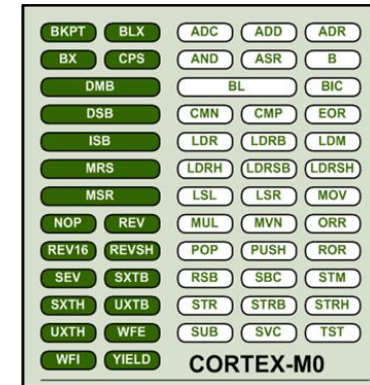 BKPT BLX ADC ADD ADR
BX CPS AND ASR B
DMB BL BIC
DSB CMN CMP EOR
ISB LDR LDRB LDM
MRS LDRH LDRSB LDRSH
MSR LSL LSR MOV
NOP REV MUL MVN ORR
REV16 REVSH POP PUSH ROR
SEV SXTB RSB SBC STM
SXTH UXTB STR STRB STRH
UXTH WFE SUB SVC TST
WFI YIELD CORTEX-M0